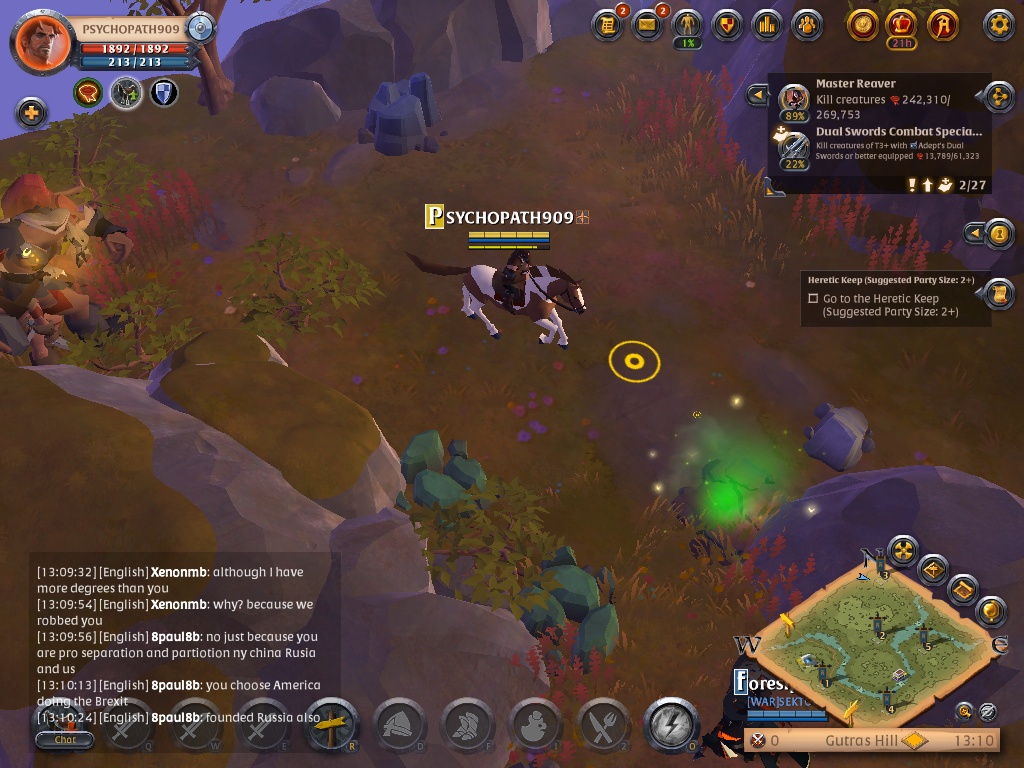 PSYCHOPATH909
1892 / 1892
213 / 213
2
2
1%
21h
Master Reaver
Kill creatures 242,310/
269,753
89%
Dual Swords Combat Specia...
Kill creatures of T3+ with Adept's Dual
Swords or better equipped 13,789/61,323
22%
2/27
PSYCHOPATH909
Heretic Keep (Suggested Party Size: 2+)
Go to the Heretic Keep
(Suggested Party Size: 2+)
[13:09:32] [English] Xenonmb: although I have
more degrees than you
[13:09:54] [English] Xenonmb: why? because we
robbed you
[13:09:56] [English] 8paul8b: no just because you
are pro separation and partiotion ny china Rusia
and us
[13:10:13] [English] 8paul8b: you choose America
doing the Brexit
[13:10:24] [English] 8paul8b: founded Russia also
Chat
Q
W
E
R
D
F
1
2
O
N
W
E
3
2
5
1
4
0
Gutras Hill
13:10